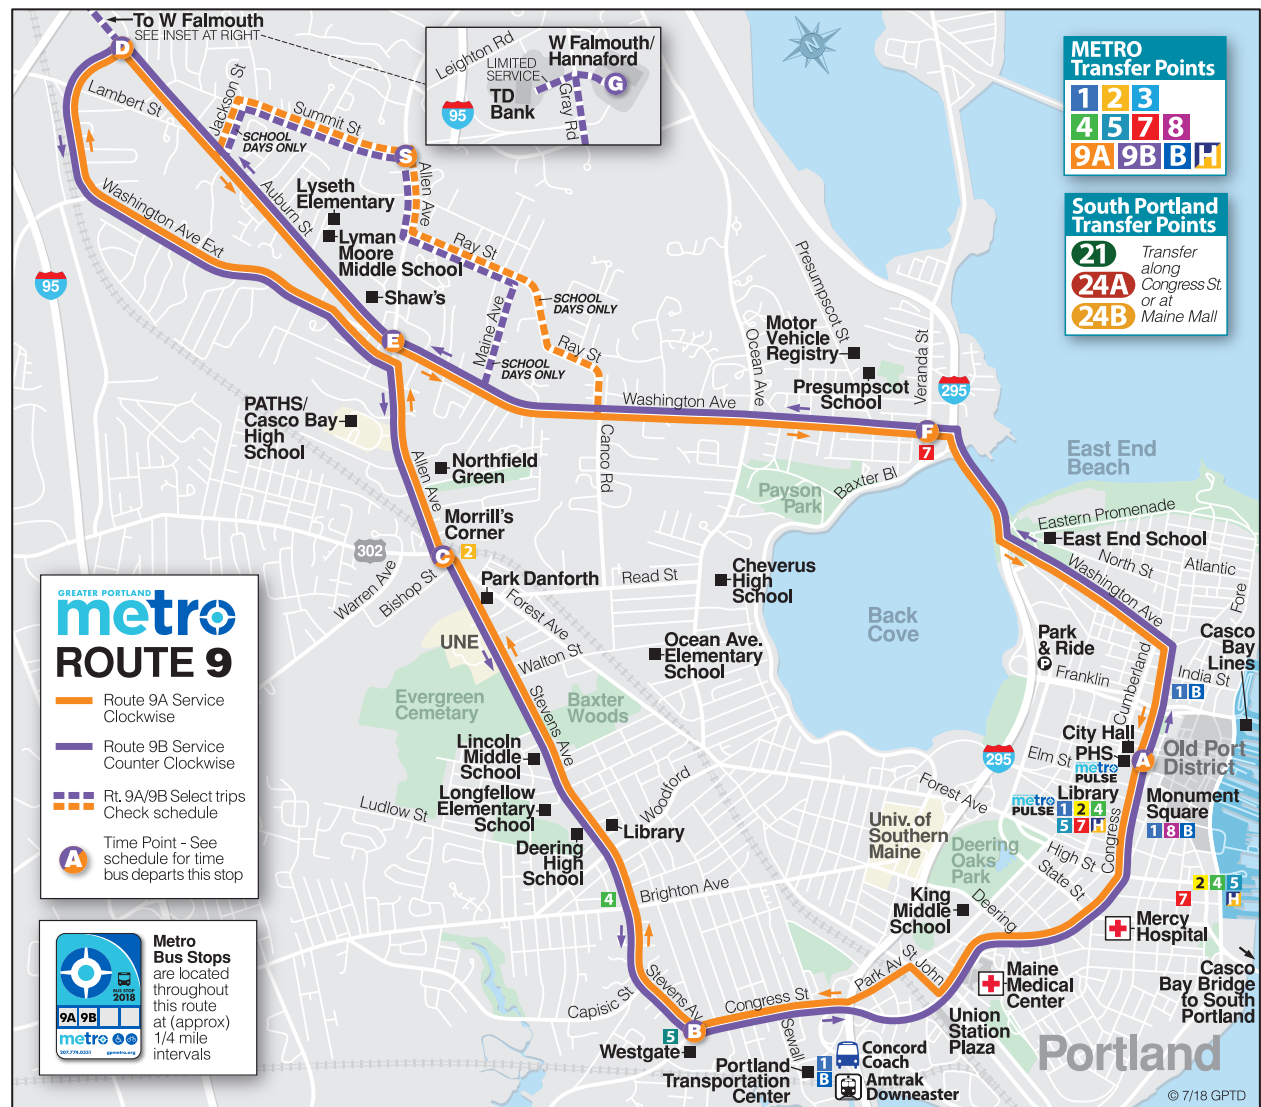 To W Falmouth
SEE INSET AT RIGHT
D
Lambert St
Jackson St
Summit St
SCHOOL
DAYS ONLY
S
Allen Ave
Auburn St
Washington Ave Ext
Lyseth
Elementary
Lyman
Moore
Middle School
Shaw's
Ray St
SCHOOL
DAYS ONLY
Maine Ave
Ray St
SCHOOL
DAYS ONLY
E
95
Leighton Rd
W Falmouth/
Hannaford
LIMITED
SERVICE
TD
Bank
Gray Rd
G
95
N
METRO
Transfer Points
1 2 3
4 5 7 8
9A 9B B H
South Portland
Transfer Points
21
24A
24B
Transfer
along
Congress St.
or at
Maine Mall
Presumpscot St
Motor
Vehicle
Registry
Presumpscot
School
Ocean Ave
Veranda St
295
Washington Ave
F
7
PATHS/
Casco Bay
High
School
Allen Ave
Northfield
Green
Canco Rd
Payson
Park
Baxter Bl
East End
Beach
Eastern Promenade
East End School
North St
Atlantic
Washington Ave
Fore
Morrill's
Corner
C
2
302
Warren Ave
Bishop St
Park Danforth
Read St
Forest Ave
Cheverus
High
School
Back
Cove
UNE
Walton St
Ocean Ave.
Elementary
School
Park
& Ride
P
Franklin
Cumberland
India St
1 B
Casco
Bay
Lines
Evergreen
Cemetery
Baxter
Woods
Stevens Ave
Lincoln
Middle
School
Longfellow
Elementary
School
Ludlow St
Woodford
Library
Deering
High
School
4
Brighton Ave
295
Elm St
City Hall
PHS
metro
PULSE
A
Old Port
District
Forest Ave
metro
PULSE
Library
1 2 4
5 7 H
Monument
Square
1 8 B
Congress
High St
State St
Univ. of
Southern
Maine
Deering
Oaks
Park
King
Middle
School
Deering
2 4 5
7 H
Mercy
Hospital
Park Av
St John
Maine
Medical
Center
Casco
Bay Bridge
to South
Portland
Stevens Av
Capisic St
Congress St
B
5
Westgate
Sewall
Union
Station
Plaza
Portland
Portland
Transportation
Center
1
B
Concord
Coach
Amtrak
Downeaster
© 7/18 GPTD
GREATER PORTLAND
metro
ROUTE 9
Route 9A Service
Clockwise
Route 9B Service
Counter Clockwise
Rt. 9A/9B Select trips
Check schedule
A
Time Point - See
schedule for time
bus departs this stop
BUS STOP
2018
9A 9B
metro
207.774.0351 gpmetro.org
Metro
Bus Stops
are located
throughout
this route
at (approx)
1/4 mile
intervals